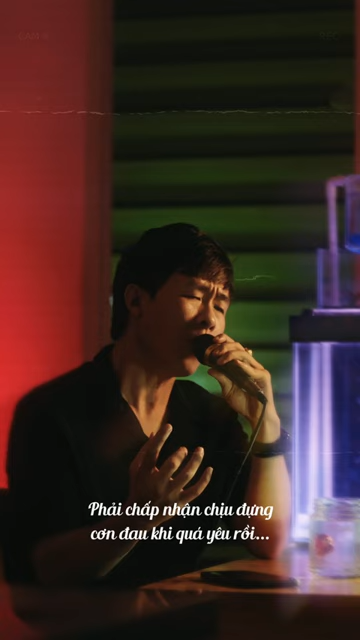 Phải chấp nhận chịu đựng
cơn đau khi quá yêu rồi...